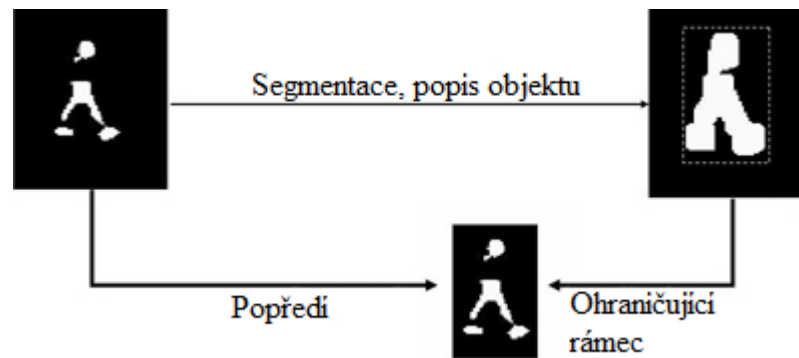 Segmentace, popis objektu
Popředí
Ohraničující
rámec